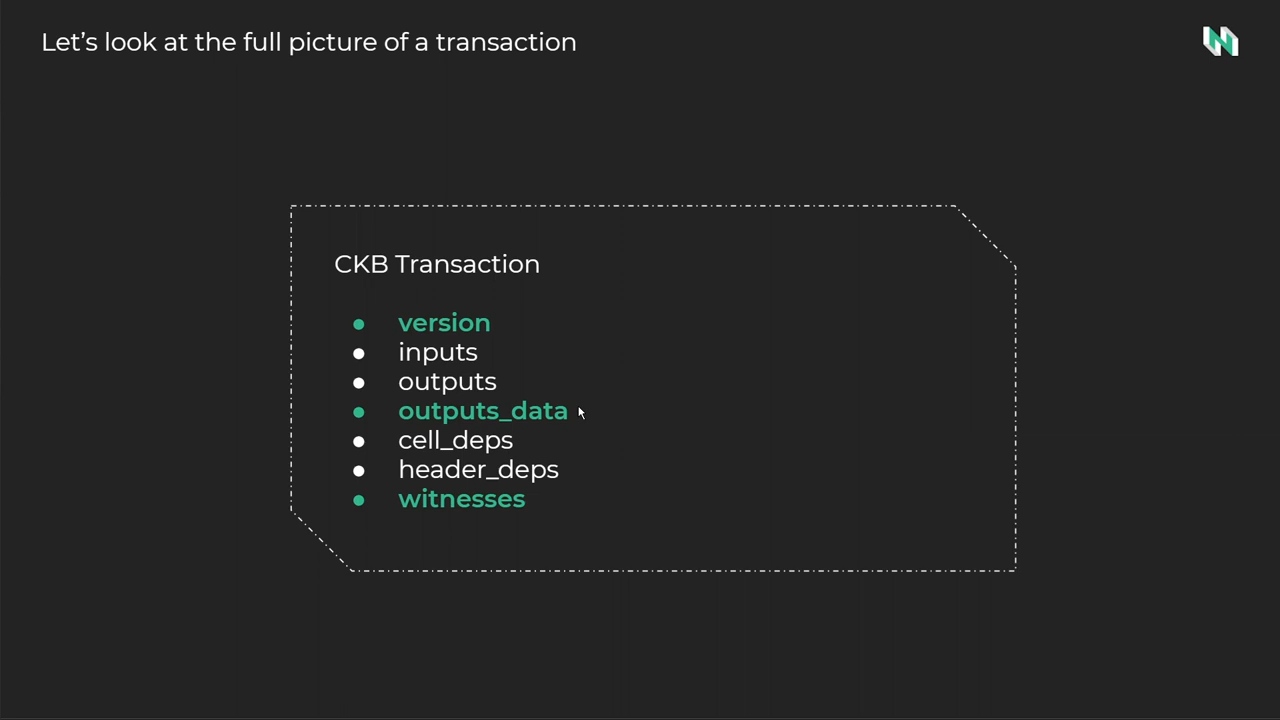 Let's look at the full picture of a transaction
CKB Transaction
● version
● inputs
● outputs
● outputs_data
● cell_deps
● header_deps
● witnesses